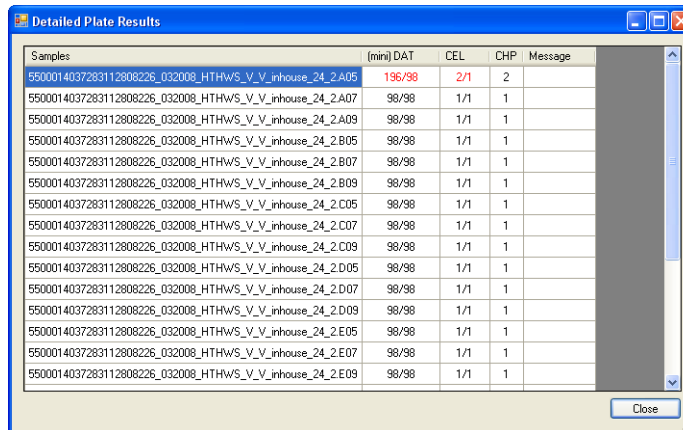 Detailed Plate Results
Samples (mini) DAT CEL CHP Message
5500014037283112808226_032008_HTHWS_V_V_inhouse_24_2.A05 196/98 2/1 2
5500014037283112808226_032008_HTHWS_V_V_inhouse_24_2.A07 98/98 1/1 1
5500014037283112808226_032008_HTHWS_V_V_inhouse_24_2.A09 98/98 1/1 1
5500014037283112808226_032008_HTHWS_V_V_inhouse_24_2.B05 98/98 1/1 1
5500014037283112808226_032008_HTHWS_V_V_inhouse_24_2.B07 98/98 1/1 1
5500014037283112808226_032008_HTHWS_V_V_inhouse_24_2.B09 98/98 1/1 1
5500014037283112808226_032008_HTHWS_V_V_inhouse_24_2.C05 98/98 1/1 1
5500014037283112808226_032008_HTHWS_V_V_inhouse_24_2.C07 98/98 1/1 1
5500014037283112808226_032008_HTHWS_V_V_inhouse_24_2.C09 98/98 1/1 1
5500014037283112808226_032008_HTHWS_V_V_inhouse_24_2.D05 98/98 1/1 1
5500014037283112808226_032008_HTHWS_V_V_inhouse_24_2.D07 98/98 1/1 1
5500014037283112808226_032008_HTHWS_V_V_inhouse_24_2.D09 98/98 1/1 1
5500014037283112808226_032008_HTHWS_V_V_inhouse_24_2.E05 98/98 1/1 1
5500014037283112808226_032008_HTHWS_V_V_inhouse_24_2.E07 98/98 1/1 1
5500014037283112808226_032008_HTHWS_V_V_inhouse_24_2.E09 98/98 1/1 1
Close